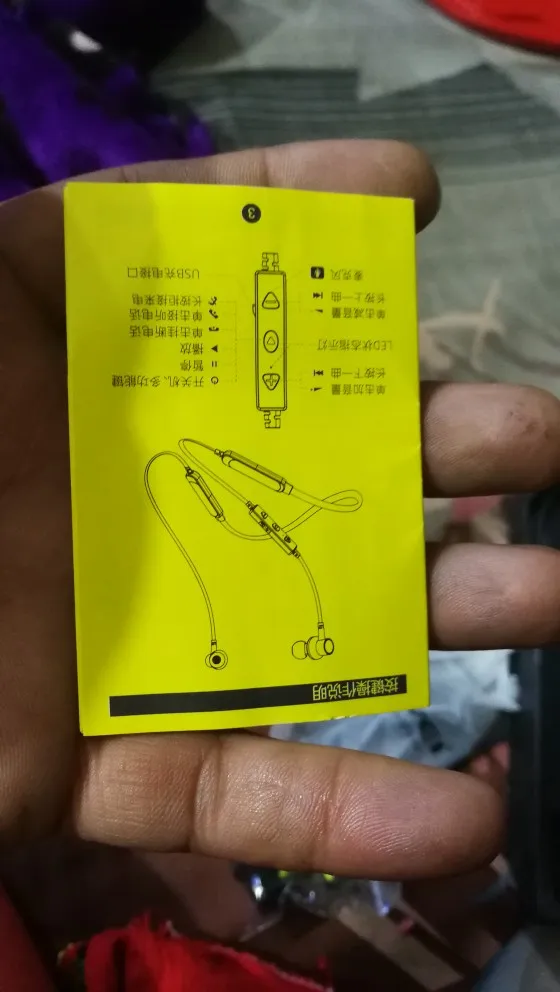 按键操作说明
单击加音量
长按下一曲
LED状态指示灯
单击减音量
长按上一曲
麦克风
开关机、多功能键
暂停
播放
单击挂断电话
单击接听电话
长按拒接来电
USB充电接口
3